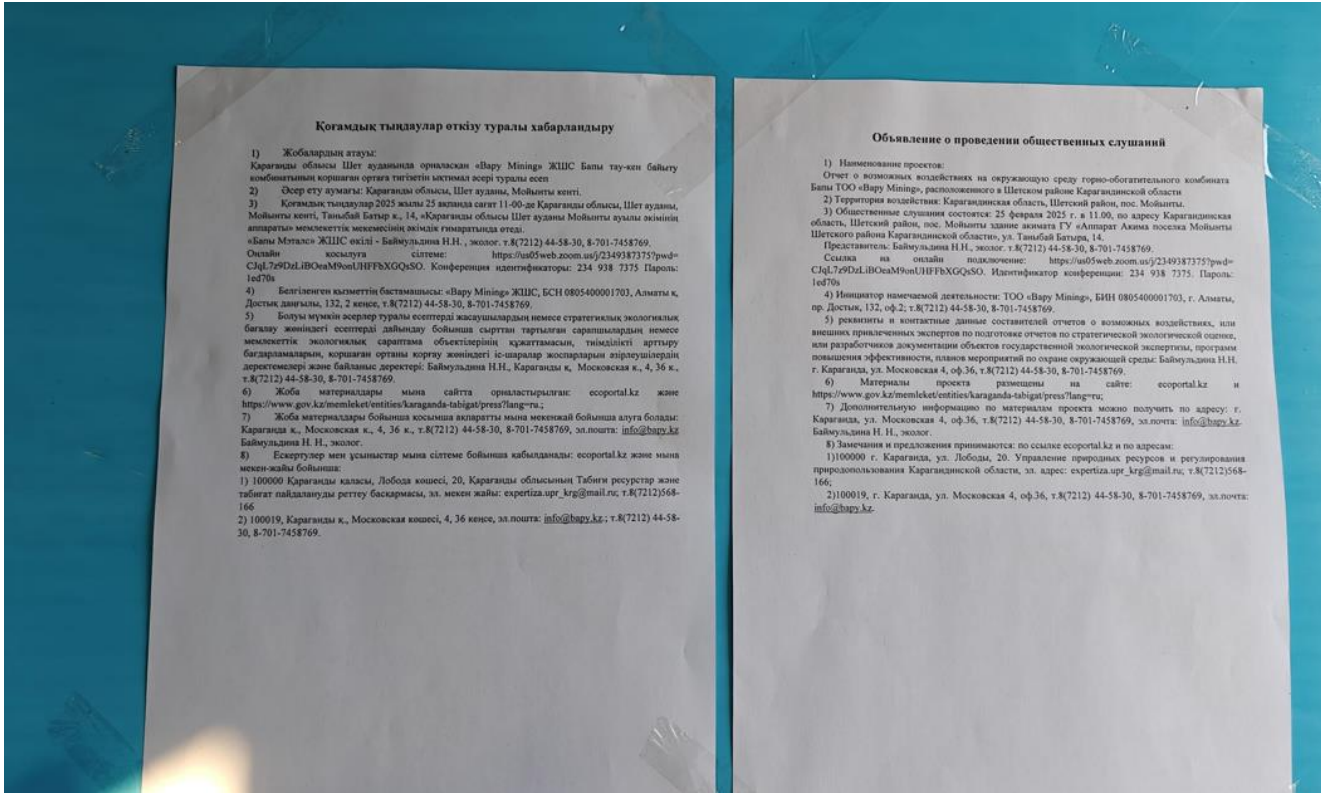 Қоғамдық тыңдаулар өткізу туралы хабарландыру
1) Жобалардың атауы:
Қарағанды облысы Шет ауданында орналасқан «Bapy Mining» ЖШС Бапы тау-кен байыту
комбинатының қоршаған ортаға тигізетін ықтимал әсері туралы есеп
2) Әсер ету аумағы: Қарағанды облысы, Шет ауданы, Мойынты кенті.
3) Қоғамдық тыңдаулар 2025 жылы 25 ақпанда сағат 11-00-де Қарағанды облысы, Шет ауданы,
Мойынты кенті, Таныбай Батыр к., 14, «Қарағанды облысы Шет ауданы Мойынты ауылы әкімінің
аппараты» мемлекеттік мекемесінің әкімдік ғимаратында өтеді.
«Бапы Мэталс» ЖШС өкілі - Баймульдина Н.Н. , эколог. т.8(7212) 44-58-30, 8-701-7458769.
Онлайн қосылуға сілтеме: https://us05web.zoom.us/j/2349387375?pwd=
CJqL7z9DzLiBOeaM9onUHFFbXGQsSO. Конференция идентификаторы: 234 938 7375 Пароль:
1ed70s
4) Белгіленген қызметтің бастамашысы: «Bapy Mining» ЖШС, БСН 0805400001703, Алматы қ,
Достық даңғылы, 132, 2 кеңсе, т.8(7212) 44-58-30, 8-701-7458769.
5) Болуы мүмкін әсерлер туралы есептерді жасаушылардың немесе стратегиялық экологиялық
бағалау жөніндегі есептерді дайындау бойынша сырттан тартылған сарапшылардың немесе
мемлекеттік экологиялық сараптама объектілерінің құжаттамасын, тиімділікті арттыру
бағдарламаларын, қоршаған ортаны қорғау жөніндегі іс-шаралар жоспарларын әзірлеушілердің
деректемелері және байланыс деректері: Баймульдина Н.Н., Караганды қ, Московская к., 4, 36 к.,
т.8(7212) 44-58-30, 8-701-7458769.
6) Жоба материалдары мына сайтта орналастырылған: ecoportal.kz және
https://www.gov.kz/memleket/entities/karaganda-tabigat/press?lang=ru.;
7) Жоба материалдары бойынша қосымша ақпаратты мына мекенжай бойынша алуға болады:
Қараганда қ., Московская к., 4, 36 к., т.8(7212) 44-58-30, 8-701-7458769, эл.пошта: info@bapy.kz
Баймульдина Н. Н., эколог.
8) Ескертулер мен ұсыныстар мына сілтеме бойынша қабылданады: ecoportal.kz және мына
мекен-жайы бойынша:
1) 100000 Қарағанды қаласы, Лобода көшесі, 20, Қарағанды облысының Табиғи ресурстар және
табиғат пайдалануды реттеу басқармасы, эл. мекен жайы: expertiza.upr_krg@mail.ru; т.8(7212)568-
166
2) 100019, Қарағанды қ., Московская көшесі, 4, 36 кеңсе, эл.пошта: info@bapy.kz.; т.8(7212) 44-58-
30, 8-701-7458769.
Объявление о проведении общественных слушаний
1) Наименование проектов:
Отчет о возможных воздействиях на окружающую среду горно-обогатительного комбината
Бапы ТОО «Bapy Mining», расположенного в Шетском районе Карагандинской области
2) Территория воздействия: Карагандинская область, Шетский район, пос. Мойынты.
3) Общественные слушания состоятся: 25 февраля 2025 г. в 11.00, по адресу Карагандинская
область, Шетский район, пос. Мойынты здание акимата ГУ «Аппарат Акима поселка Мойынты
Шетского района Карагандинской области», ул. Таныбай Батыра, 14.
Представитель: Баймульдина Н.Н., эколог. т.8(7212) 44-58-30, 8-701-7458769.
Ссылка на онлайн подключение: https://us05web.zoom.us/j/2349387375?pwd=
CJqL7z9DzLiBOeaM9onUHFFbXGQsSO. Идентификатор конференции: 234 938 7375. Пароль:
1ed70s
4) Инициатор намечаемой деятельности: ТОО «Bapy Mining», БИН 0805400001703, г. Алматы,
пр. Достык, 132, оф.2; т.8(7212) 44-58-30, 8-701-7458769.
5) реквизиты и контактные данные составителей отчетов о возможных воздействиях, или
внешних привлеченных экспертов по подготовке отчетов по стратегической экологической оценке,
или разработчиков документации объектов государственной экологической экспертизы, программ
повышения эффективности, планов мероприятий по охране окружающей среды: Баймульдина Н.Н.
г. Караганда, ул. Московская 4, оф.36, т.8(7212) 44-58-30, 8-701-7458769.
6) Материалы проекта размещены на сайте: ecoportal.kz и
https://www.gov.kz/memleket/entities/karaganda-tabigat/press?lang=ru;
7) Дополнительную информацию по материалам проекта можно получить по адресу: г.
Караганда, ул. Московская 4, оф.36, т.8(7212) 44-58-30, 8-701-7458769, эл.почта: info@bapy.kz.
Баймульдина Н. Н., эколог.
8) Замечания и предложения принимаются: по ссылке ecoportal.kz и по адресам:
1)100000 г. Караганда, ул. Лободы, 20. Управление природных ресурсов и регулирования
природопользования Карагандинской области, эл. адрес: expertiza.upr_krg@mail.ru; т.8(7212)568-
166;
2)100019, г. Караганда, ул. Московская 4, оф.36, т.8(7212) 44-58-30, 8-701-7458769, эл.почта:
info@bapy.kz.